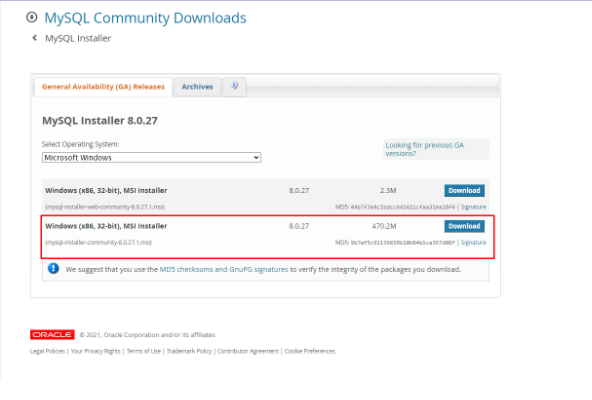 MySQL Community Downloads
MySQL Installer
General Availability (GA) Releases
Archives
MySQL Installer 8.0.27
Select Operating System:
Looking for previous GA
versions?
Microsoft Windows
Windows (x86, 32-bit), MSI Installer 8.0.27 2.3M Download
(mysql-installer-web-community-8.0.27.1.msi) MD5: | Signature
Windows (x86, 32-bit), MSI Installer 8.0.27 470.2M Download
(mysql-installer-community-8.0.27.1.msi) MD5: | Signature
We suggest that you use the MD5 checksums and GnuPG signatures to verify the integrity of the packages you download.
ORACLE © 2021, Oracle Corporation and/or its affiliates
Legal Policies | Your Privacy Rights | Terms of Use | Trademark Policy | Contributor Agreement | Cookie Preferences